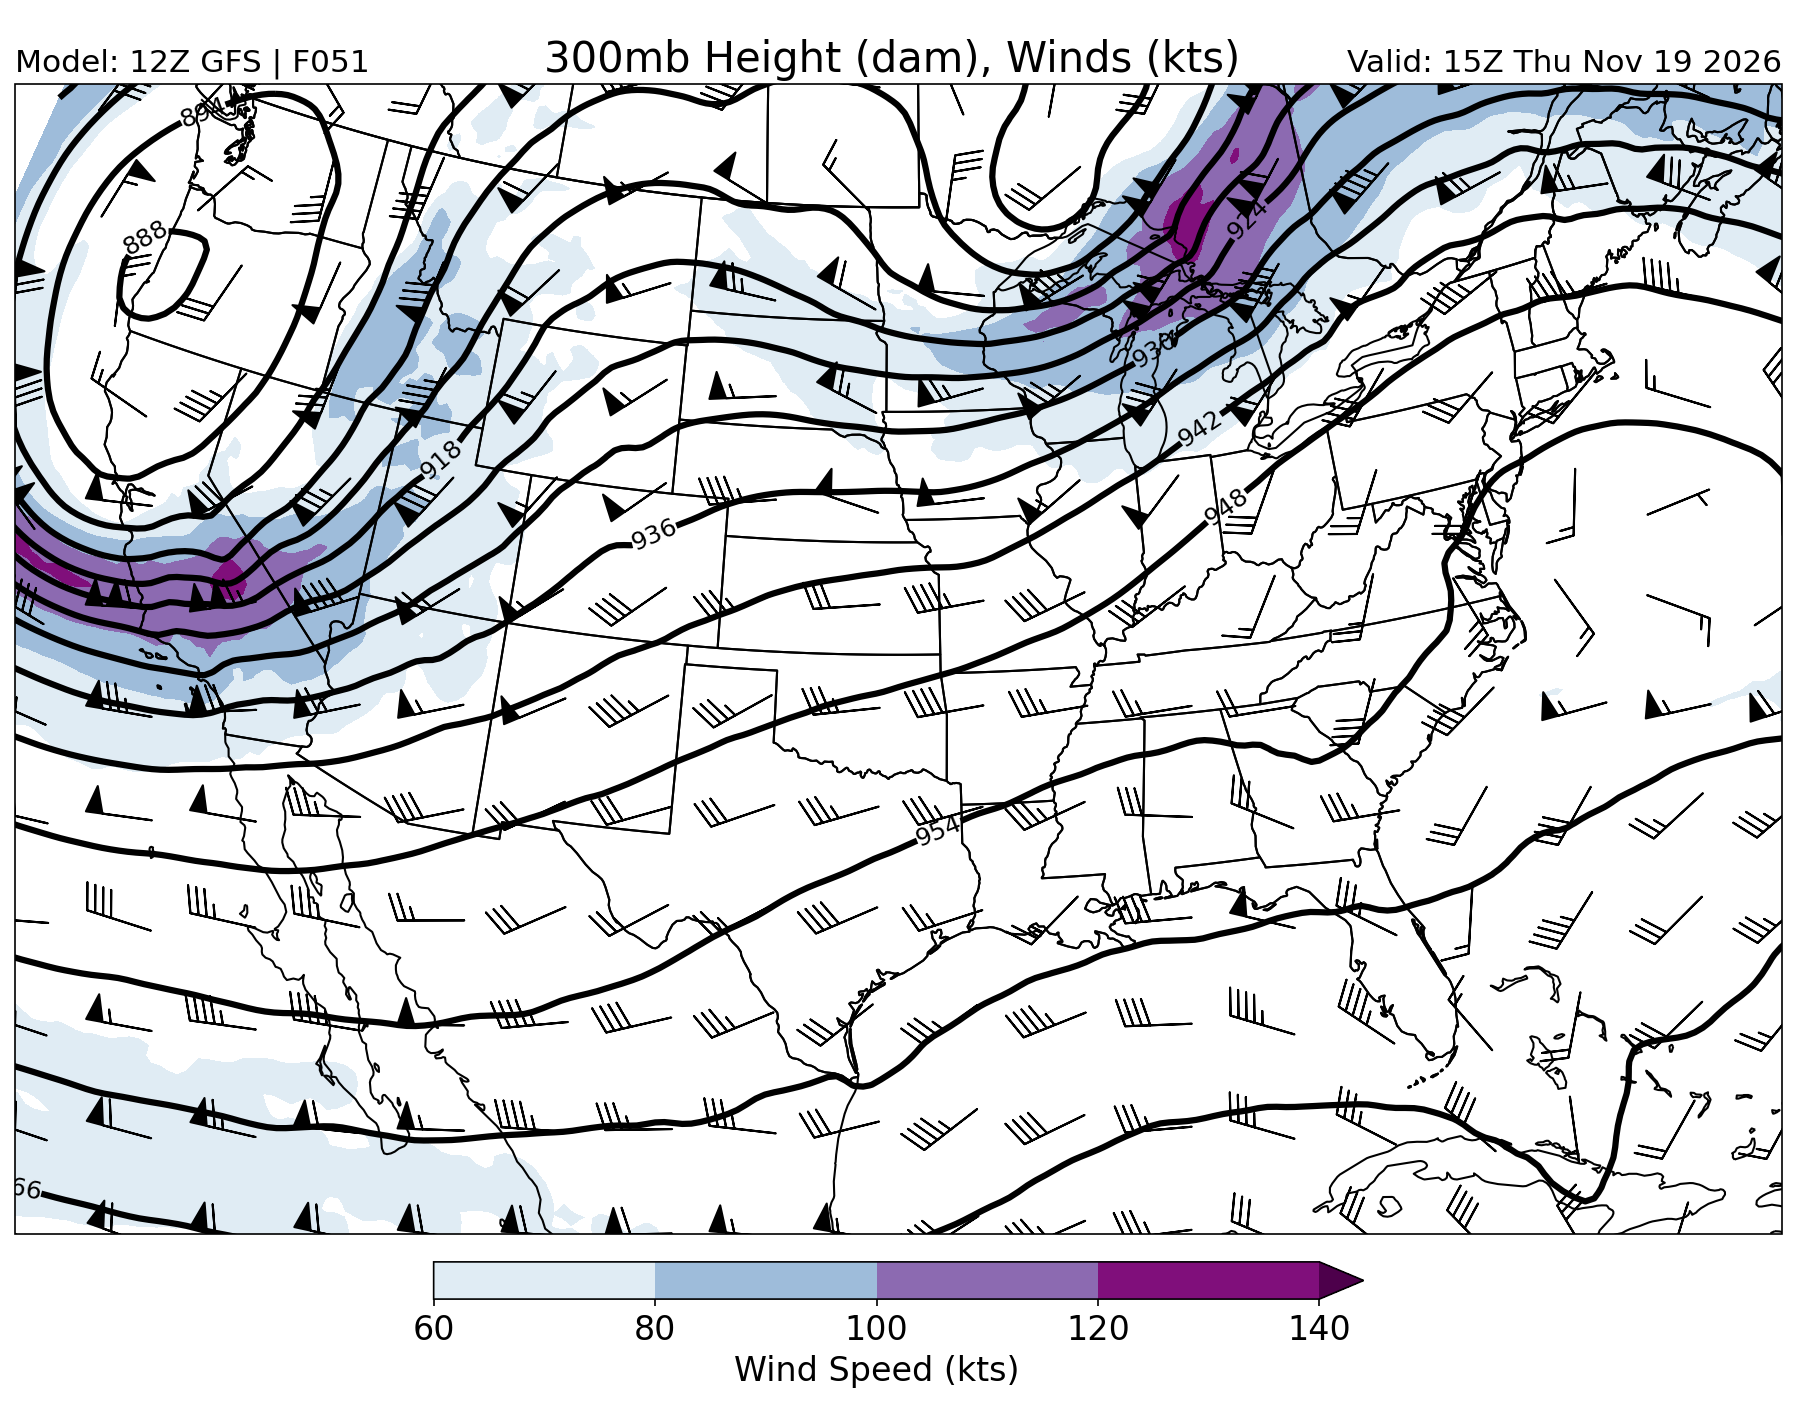 Model: 12Z GFS | F051
300mb Height (dam), Winds (kts)
Valid: 15Z Thu Nov 19 2026
894
888
924
930
918
942
948
936
954
66
60 80 100 120 140
Wind Speed (kts)